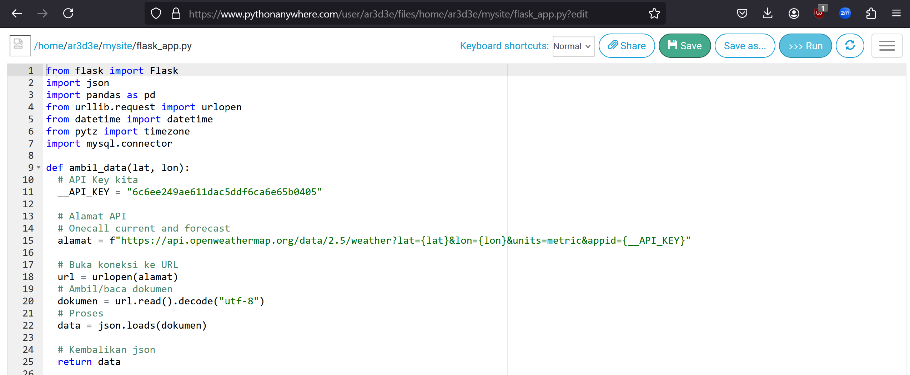 https://www.pythonanywhere.com/user/ar3d3e/files/home/ar3d3e/mysite/flask_app.py?edit
1
/home/ar3d3e/mysite/flask_app.py
Keyboard shortcuts: Normal Share Save Save as... >>> Run
1 from flask import Flask
2 import json
3 import pandas as pd
4 from urllib.request import urlopen
5 from datetime import datetime
6 from pytz import timezone
7 import mysql.connector
8
9 def ambil_data(lat, lon):
10 # API Key kita
11 __API_KEY = "6c6ee249ae611dac5ddf6ca6e65b0405"
12
13 # Alamat API
14 # Onecall current and forecast
15 alamat = f"https://api.openweathermap.org/data/2.5/weather?lat={lat}&lon={lon}&units=metric&appid={__API_KEY}"
16
17 # Buka koneksi ke URL
18 url = urlopen(alamat)
19 # Ambil/baca dokumen
20 dokumen = url.read().decode("utf-8")
21 # Proses
22 data = json.loads(dokumen)
23
24 # Kembalikan json
25 return data
26